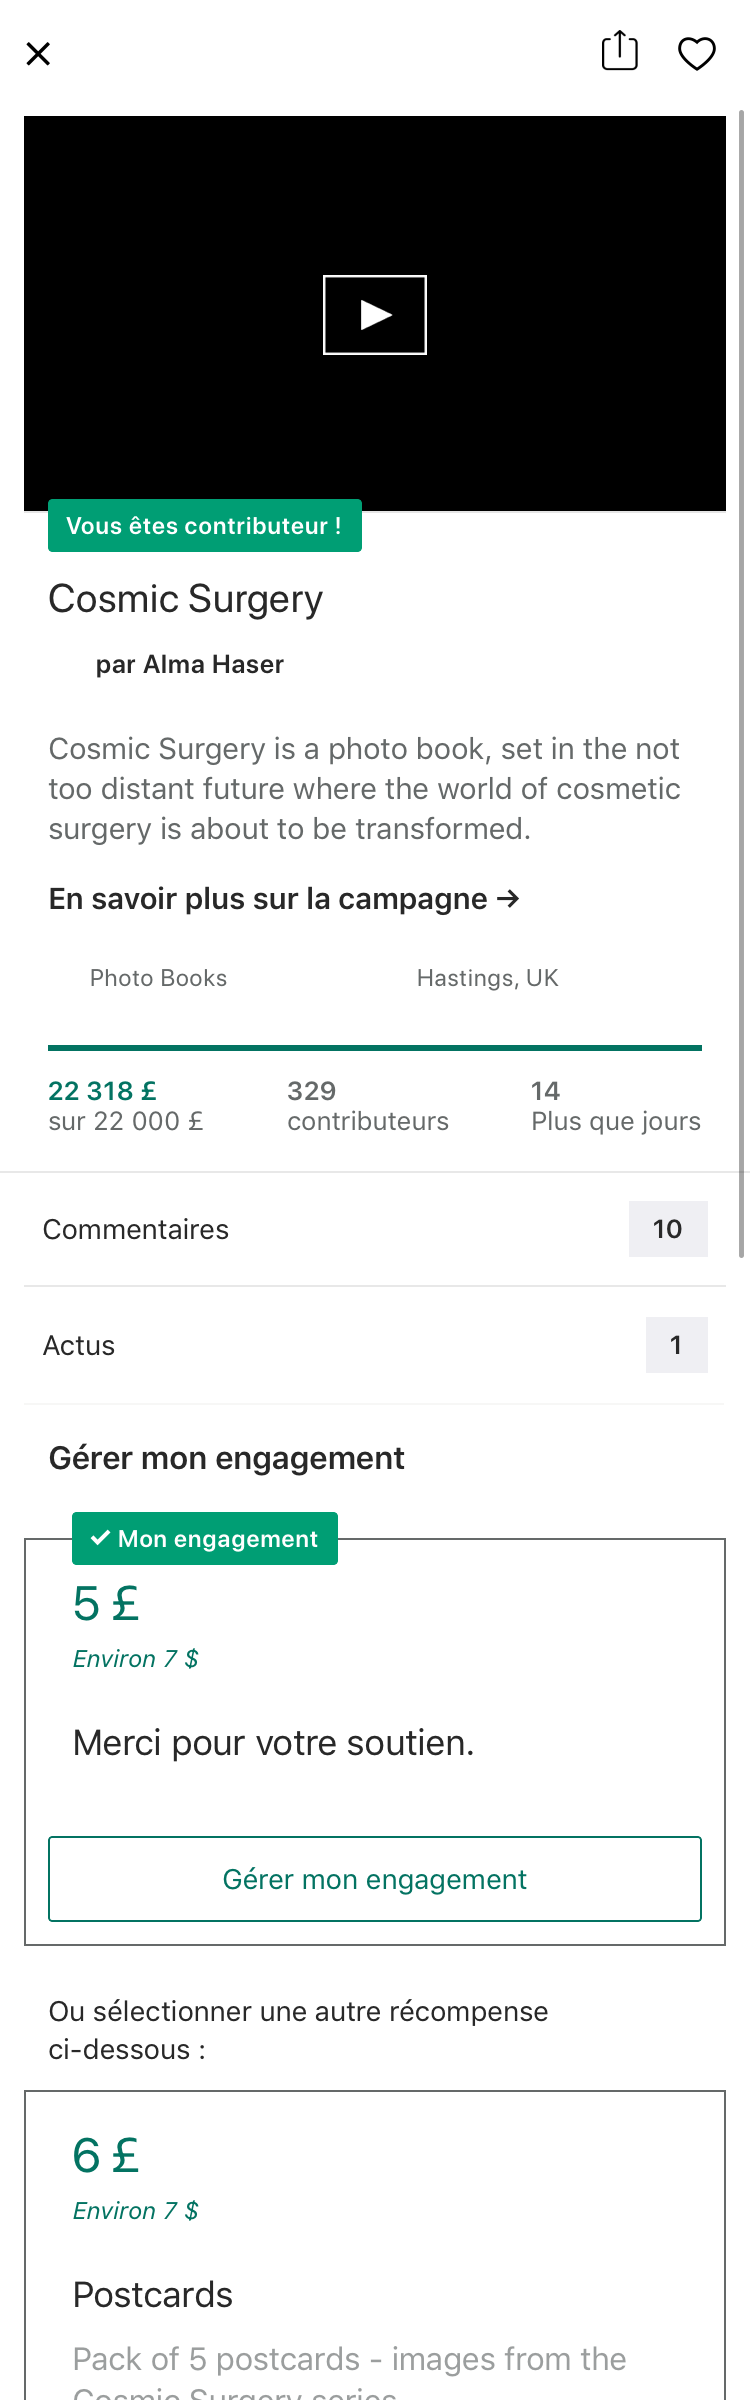 Vous êtes contributeur !
Cosmic Surgery
par Alma Haser
Cosmic Surgery is a photo book, set in the not
too distant future where the world of cosmetic
surgery is about to be transformed.
En savoir plus sur la campagne →
Photo Books Hastings, UK
22 318 £ 329 14
sur 22 000 £ contributeurs Plus que jours
Commentaires 10
Actus 1
Gérer mon engagement
✓ Mon engagement
5 £
Environ 7 $
Merci pour votre soutien.
Gérer mon engagement
Ou sélectionner une autre récompense
ci-dessous :
6 £
Environ 7 $
Postcards
Pack of 5 postcards - images from the
Cosmic Surgery series